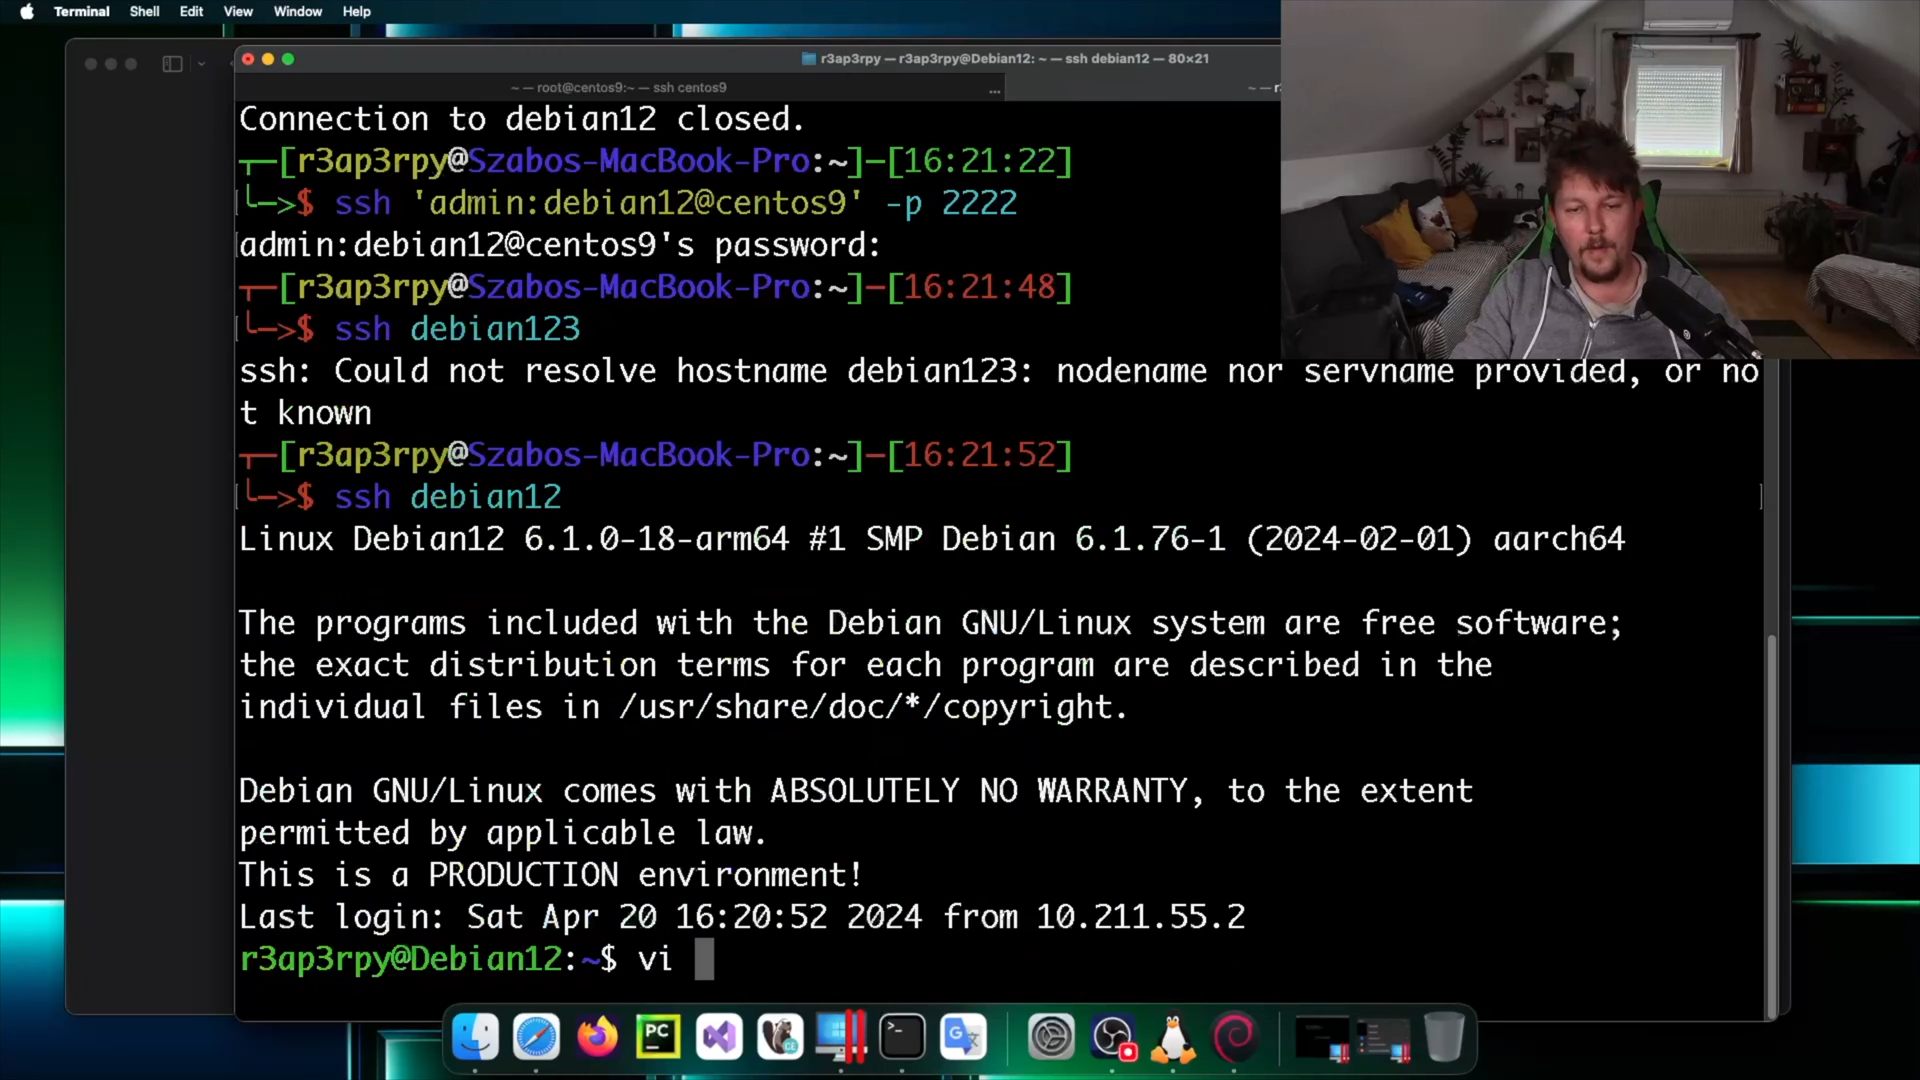 Terminal Shell Edit View Window Help
r3ap3rpy — r3ap3rpy@Debian12: ~ — ssh debian12 — 80×21
~ — root@centos9:~ — ssh centos9 ... ~ — r3
Connection to debian12 closed.
┬─[r3ap3rpy@Szabos-MacBook-Pro:~]─[16:21:22]
╰─>$ ssh 'admin:debian12@centos9' -p 2222
admin:debian12@centos9's password:
┬─[r3ap3rpy@Szabos-MacBook-Pro:~]─[16:21:48]
╰─>$ ssh debian123
ssh: Could not resolve hostname debian123: nodename nor servname provided, or no
t known
┬─[r3ap3rpy@Szabos-MacBook-Pro:~]─[16:21:52]
╰─>$ ssh debian12
Linux Debian12 6.1.0-18-arm64 #1 SMP Debian 6.1.76-1 (2024-02-01) aarch64
The programs included with the Debian GNU/Linux system are free software;
the exact distribution terms for each program are described in the
individual files in /usr/share/doc/*/copyright.
Debian GNU/Linux comes with ABSOLUTELY NO WARRANTY, to the extent
permitted by applicable law.
This is a PRODUCTION environment!
Last login: Sat Apr 20 16:20:52 2024 from 10.211.55.2
r3ap3rpy@Debian12:~$ vi
PC
CE
>_
G